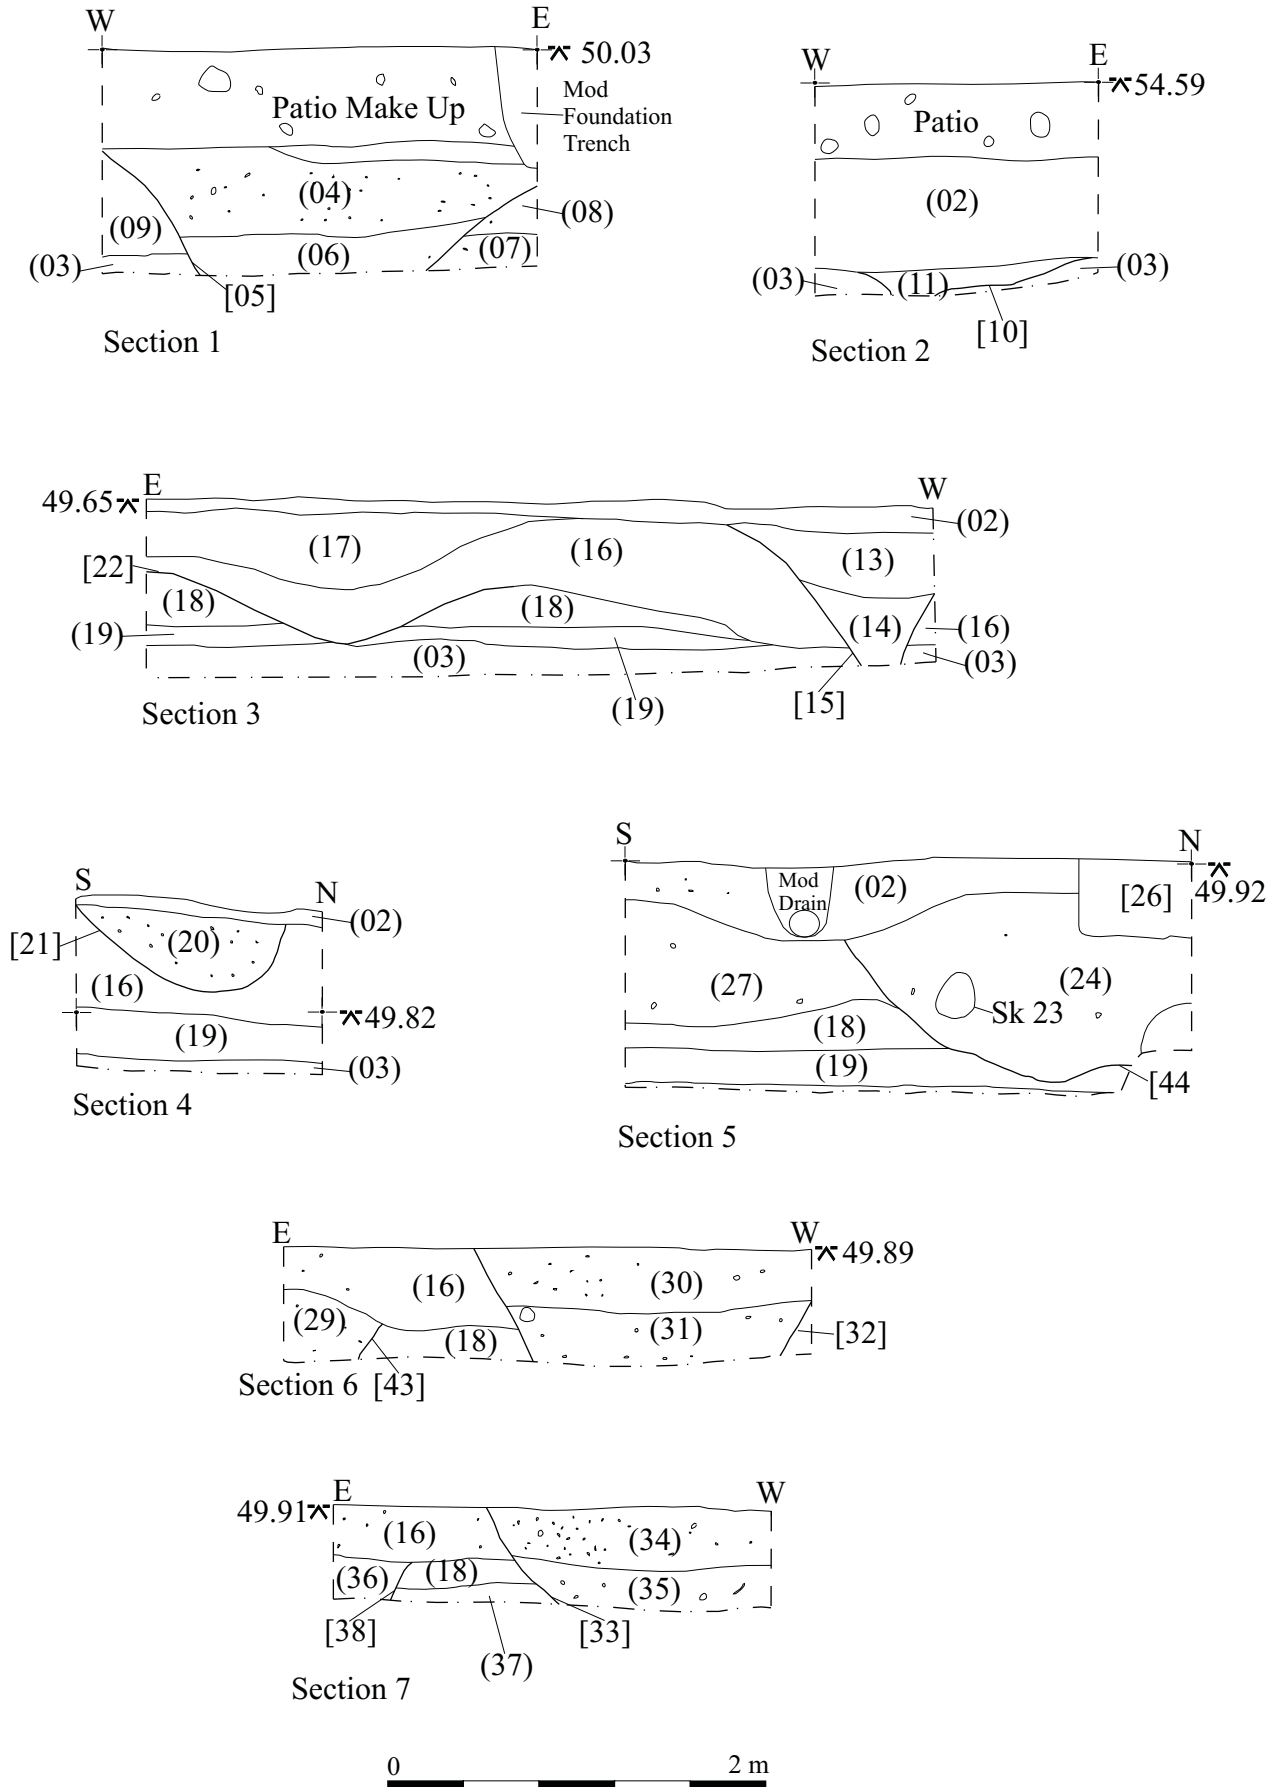 W E
50.03
Mod
Foundation
Trench
Patio Make Up
(04)
(08)
(09)
(06)
(07)
(03)
[05]
Section 1
W E
54.59
Patio
(02)
(03)
(11)
(03)
[10]
Section 2
49.65 E W
(02)
(17)
(16)
(13)
[22]
(18)
(18)
(14)
(16)
(19)
(03)
(03)
(19)
[15]
Section 3
S N
(02)
[21]
(20)
(16)
49.82
(19)
(03)
Section 4
S N
Mod
Drain
(02)
[26]
49.92
(27)
(24)
Sk 23
(18)
(19)
[44
Section 5
E W
49.89
(16)
(30)
(29)
(18)
(31)
[32]
Section 6 [43]
49.91 E W
(16)
(34)
(36)
(18)
(35)
[38]
[33]
(37)
Section 7
0 2 m